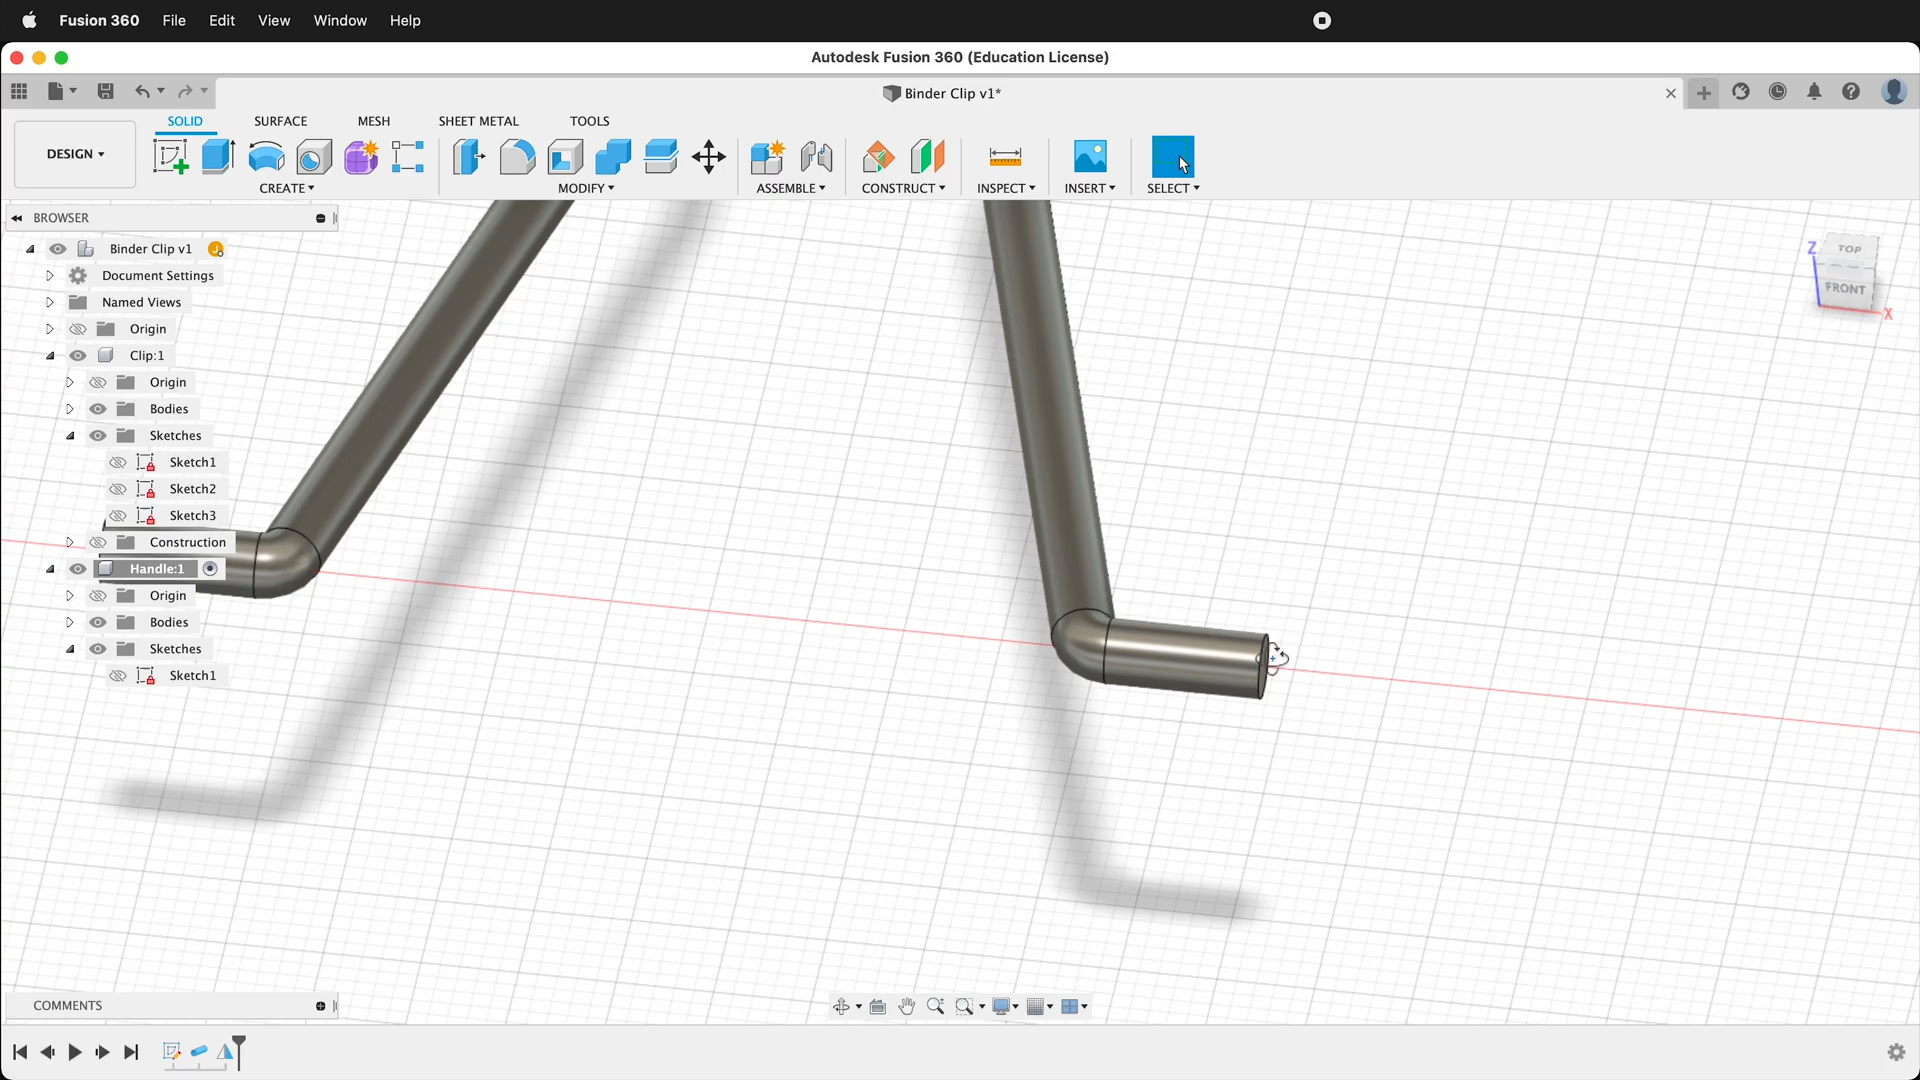 Fusion 360 File Edit View Window Help
Autodesk Fusion 360 (Education License)
Binder Clip v1*
SOLID SURFACE MESH SHEET METAL TOOLS
DESIGN
CREATE MODIFY ASSEMBLE CONSTRUCT INSPECT INSERT SELECT
BROWSER
Binder Clip v1
Document Settings
Named Views
Origin
Clip:1
Origin
Bodies
Sketches
Sketch1
Sketch2
Sketch3
Construction
Handle:1
Origin
Bodies
Sketches
Sketch1
Z TOP
FRONT
X
COMMENTS